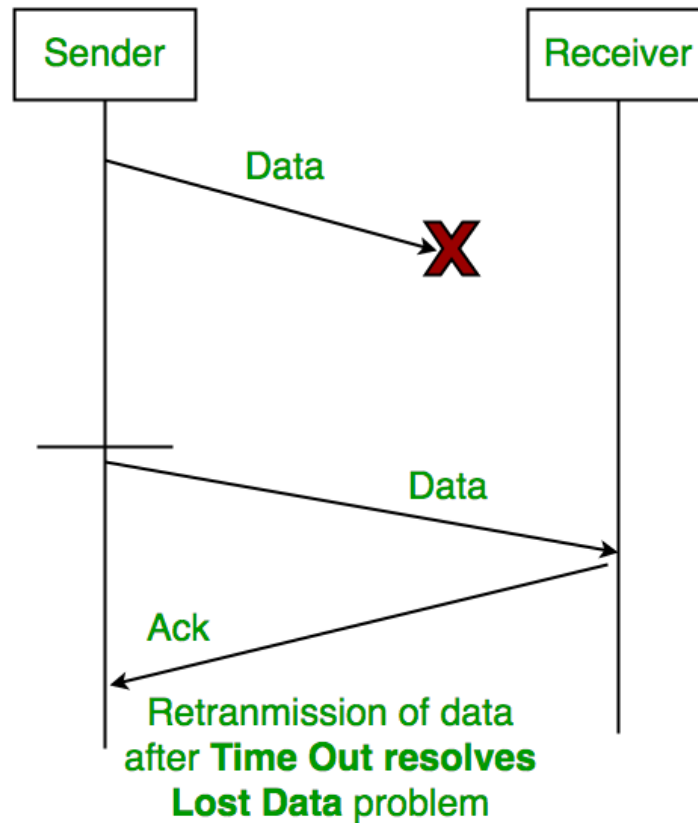 Sender
Receiver
Data
Data
Ack
Retranmission of data
after Time Out resolves
Lost Data problem